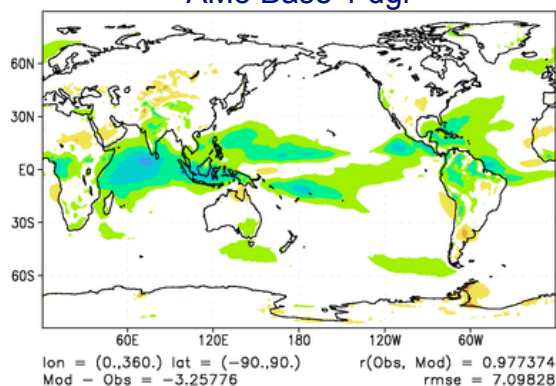 60N
30N
EQ
30S
60S
60E 120E 180 120W 60W
lon = (0.,360.) lat = (-90.,90.) r(Obs, Mod) = 0.977374
Mod - Obs = -3.25776 rmse = 7.09828